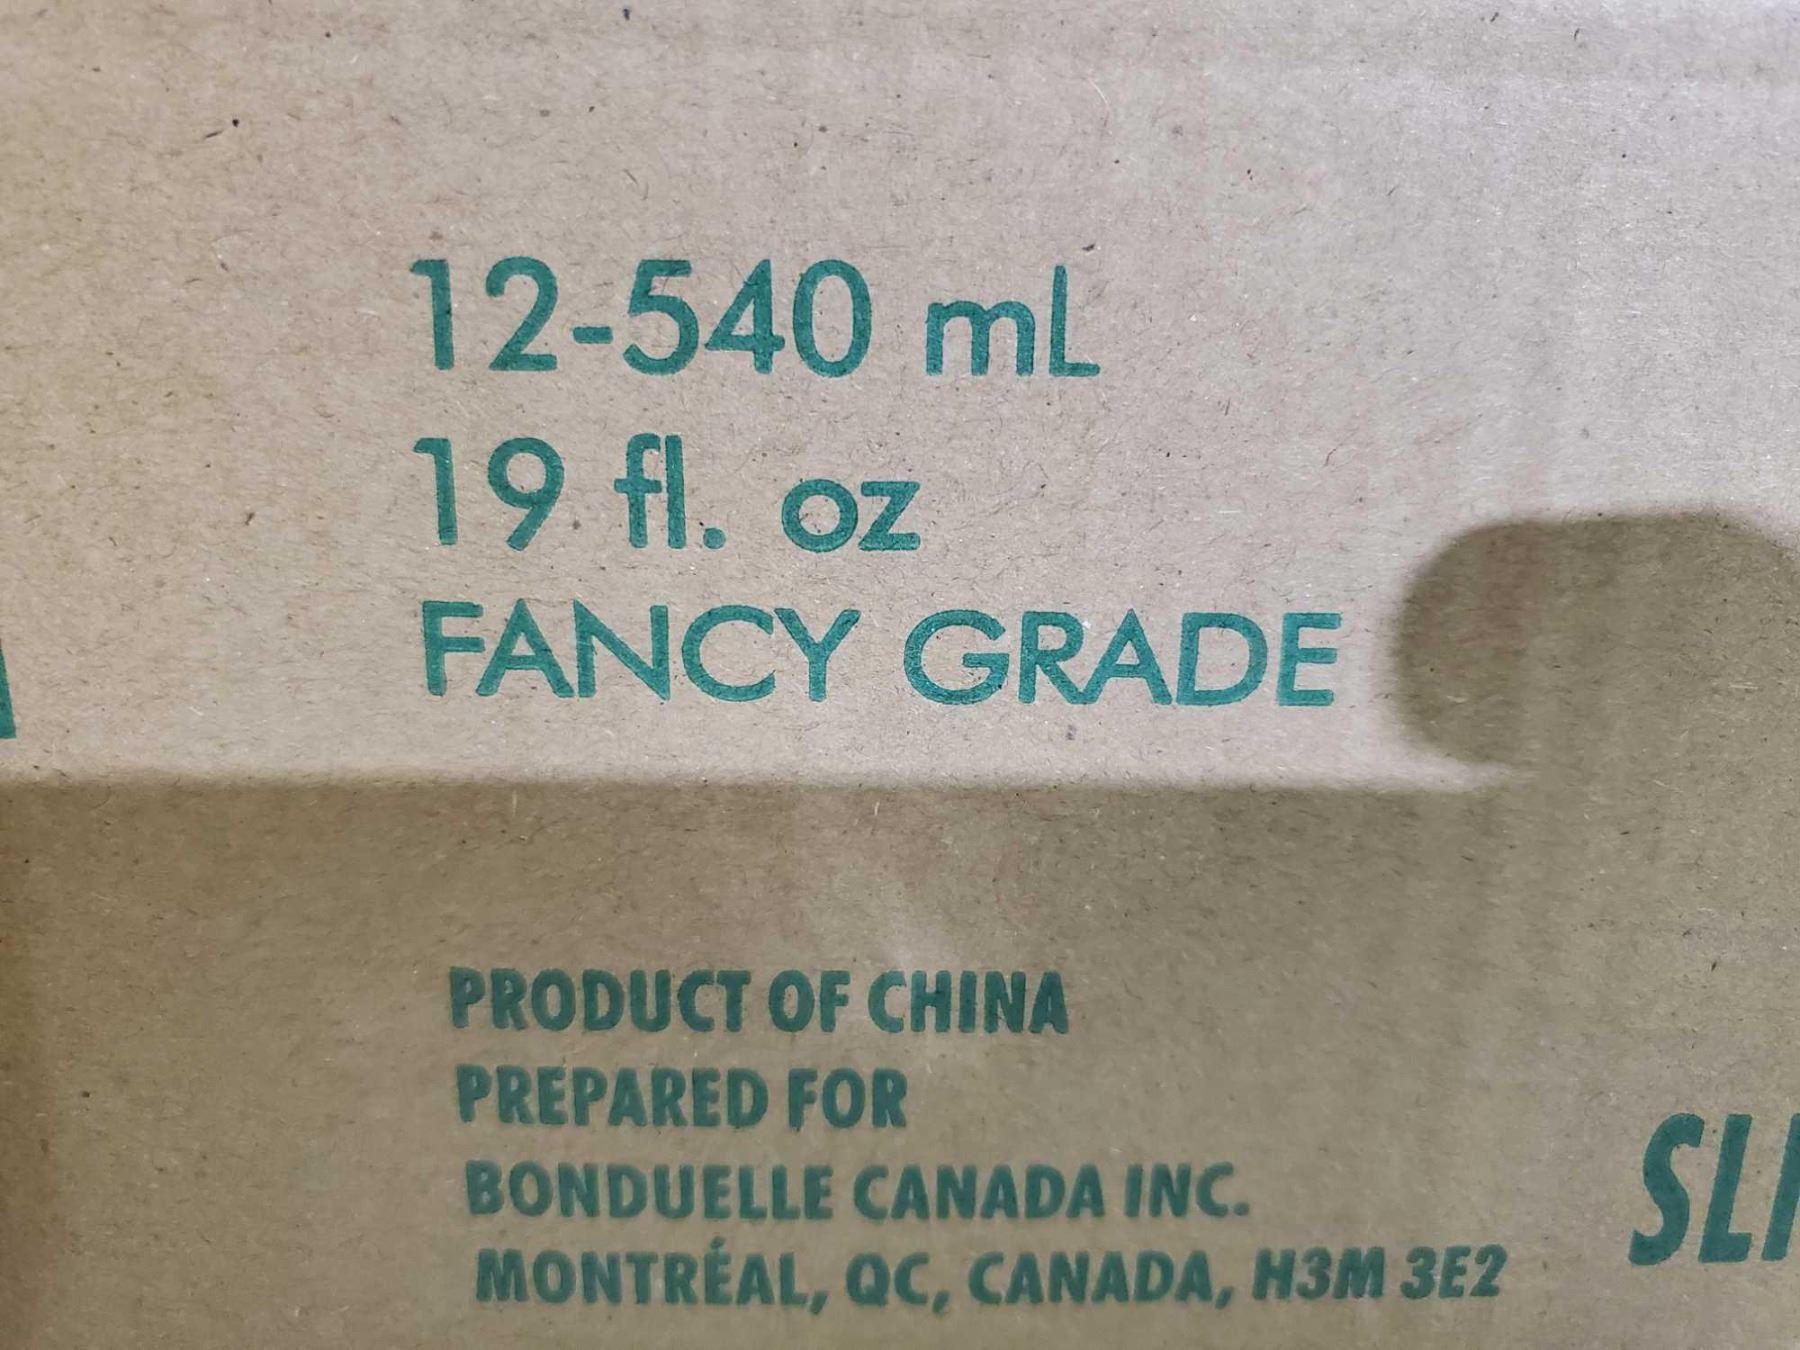 12-540 mL
19 fl. oz
FANCY GRADE
PRODUCT OF CHINA
PREPARED FOR
BONDUELLE CANADA INC.
MONTRÉAL, QC, CANADA, H3M 3E2